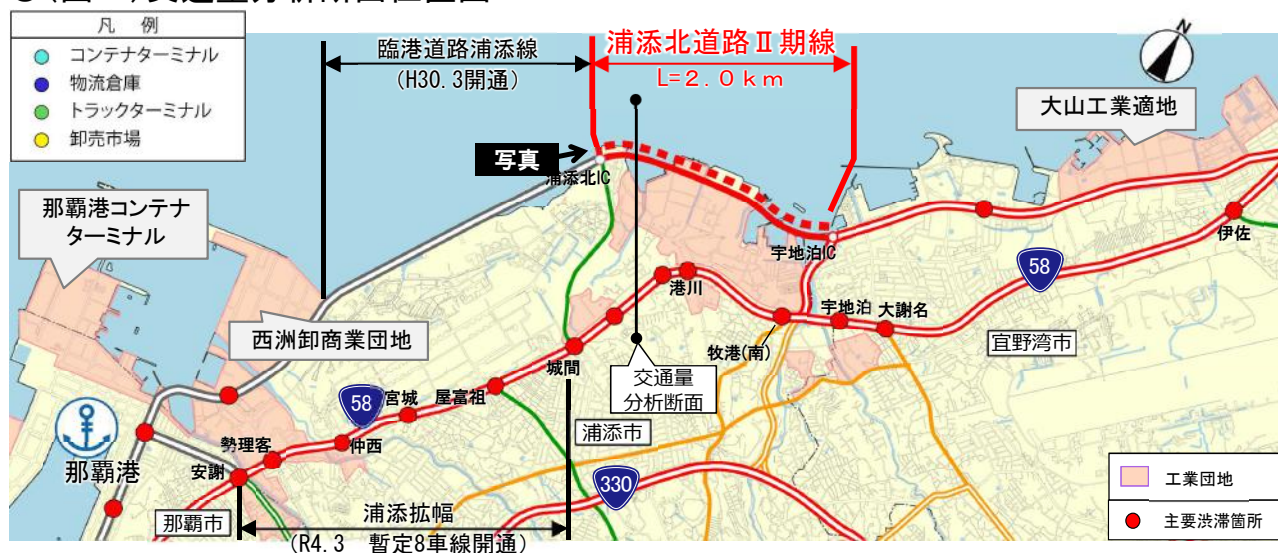 凡　例
コンテナターミナル
物流倉庫
トラックターミナル
卸売市場
臨港道路浦添線
(H30.3開通)
浦添北道路Ⅱ期線
L=2.0km
N
大山工業適地
写真
浦添北IC
那覇港コンテナ
ターミナル
宇地泊IC
伊佐
58
港川
宇地泊
大謝名
西洲卸商業団地
牧港(南)
宜野湾市
城間
交通量
分析断面
屋富祖
宮城
58
浦添市
仲西
勢理客
那覇港
安謝
330
工業団地
浦添拡幅
那覇市
主要渋滞箇所
(R4.3　暫定8車線開通)